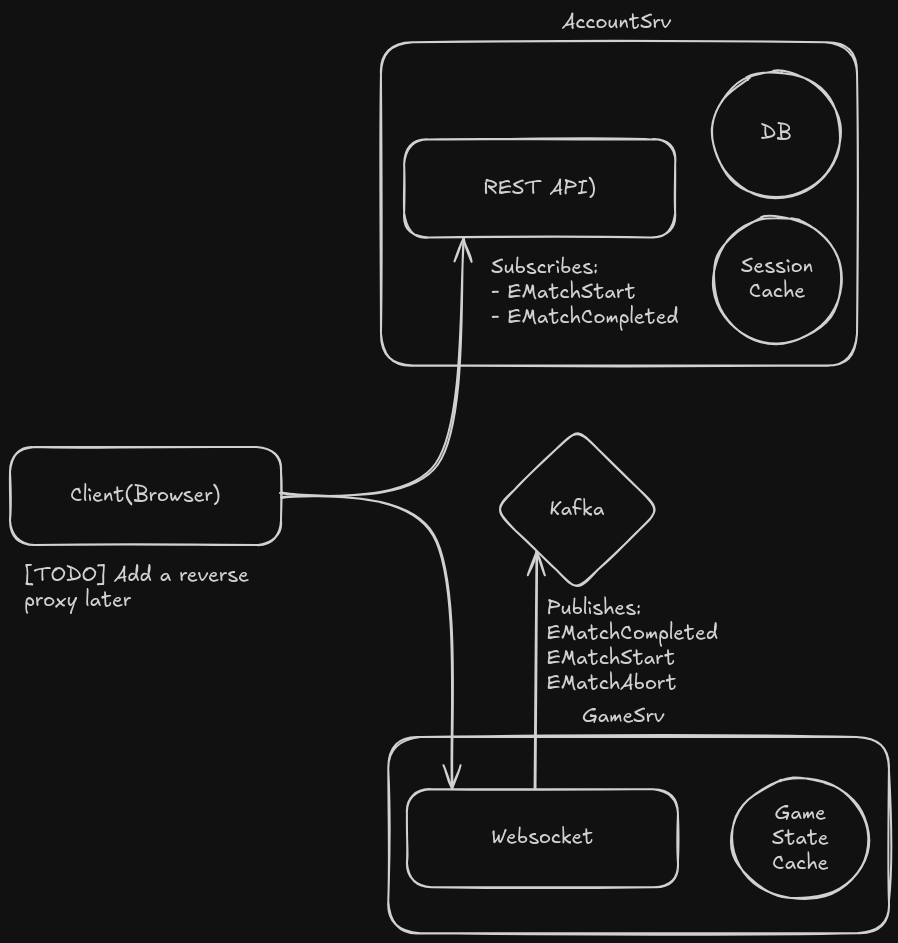 AccountSrv
DB
REST API)
Session
Cache
Subscribes:
- EMatchStart
- EMatchCompleted
Client(Browser)
[TODO] Add a reverse
proxy later
Kafka
Publishes:
EMatchCompleted
EMatchStart
EMatchAbort
GameSrv
Websocket
Game
State
Cache